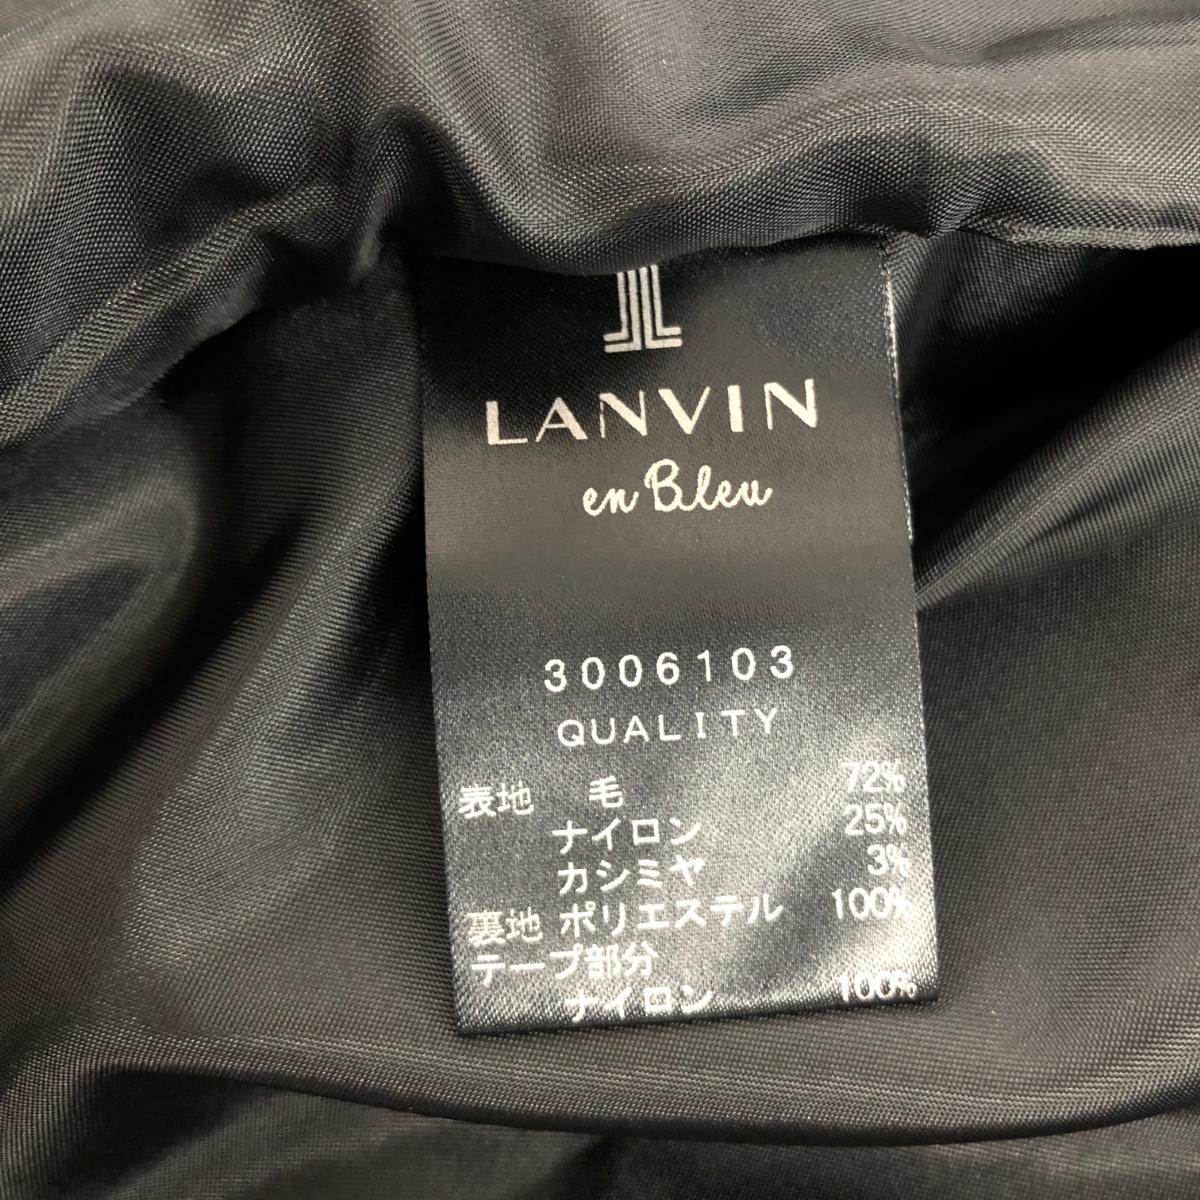 LANVIN
en Bleu
3006103
QUALITY
表地 毛 72%
ナイロン 25%
カシミヤ 3%
裏地 ポリエステル 100%
テープ部分
ナイロン 100%